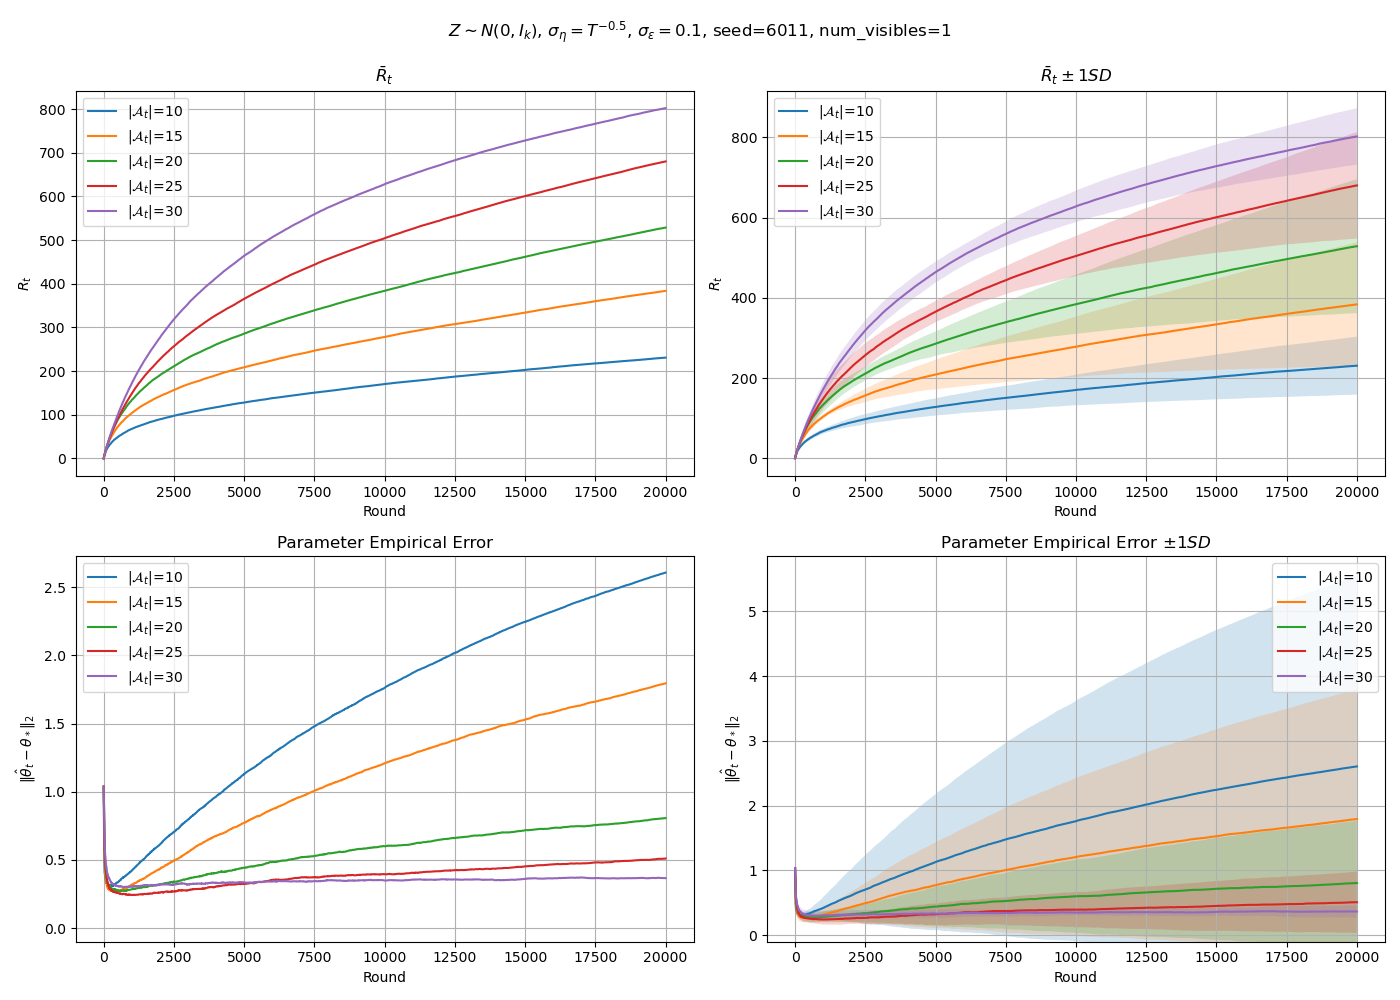 Z ∼ N(0, I_k), σ_η = T^{−0.5}, σ_ε = 0.1, seed=6011, num_visibles=1
R̄_t
R_t
800
700
600
500
400
300
200
100
0
|𝒜_t|=10
|𝒜_t|=15
|𝒜_t|=20
|𝒜_t|=25
|𝒜_t|=30
0 2500 5000 7500 10000 12500 15000 17500 20000
Round
R̄_t ± 1SD
R_t
800
600
400
200
0
|𝒜_t|=10
|𝒜_t|=15
|𝒜_t|=20
|𝒜_t|=25
|𝒜_t|=30
0 2500 5000 7500 10000 12500 15000 17500 20000
Round
Parameter Empirical Error
‖θ̂_t − θ_*‖_2
2.5
2.0
1.5
1.0
0.5
0.0
|𝒜_t|=10
|𝒜_t|=15
|𝒜_t|=20
|𝒜_t|=25
|𝒜_t|=30
0 2500 5000 7500 10000 12500 15000 17500 20000
Round
Parameter Empirical Error ±1SD
‖θ̂_t − θ_*‖_2
5
4
3
2
1
0
|𝒜_t|=10
|𝒜_t|=15
|𝒜_t|=20
|𝒜_t|=25
|𝒜_t|=30
0 2500 5000 7500 10000 12500 15000 17500 20000
Round